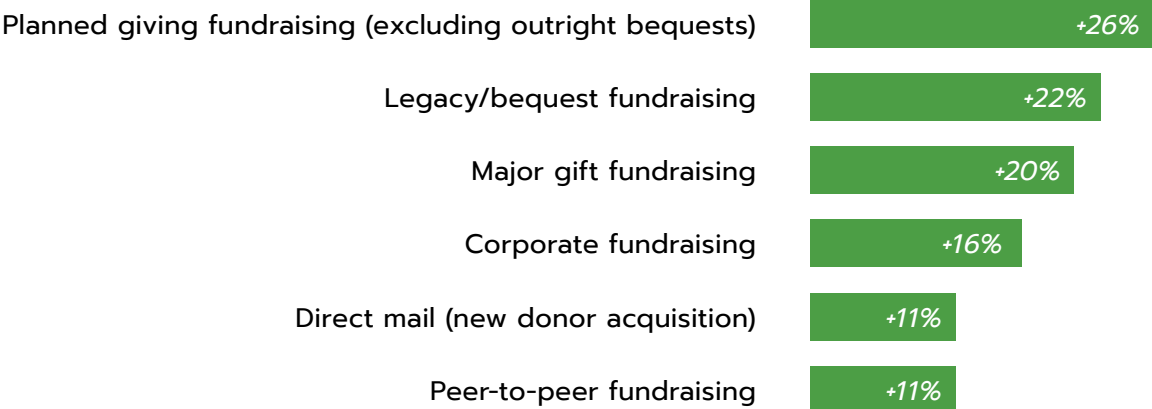 Planned giving fundraising (excluding outright bequests) +26%
Legacy/bequest fundraising +22%
Major gift fundraising +20%
Corporate fundraising +16%
Direct mail (new donor acquisition) +11%
Peer-to-peer fundraising +11%